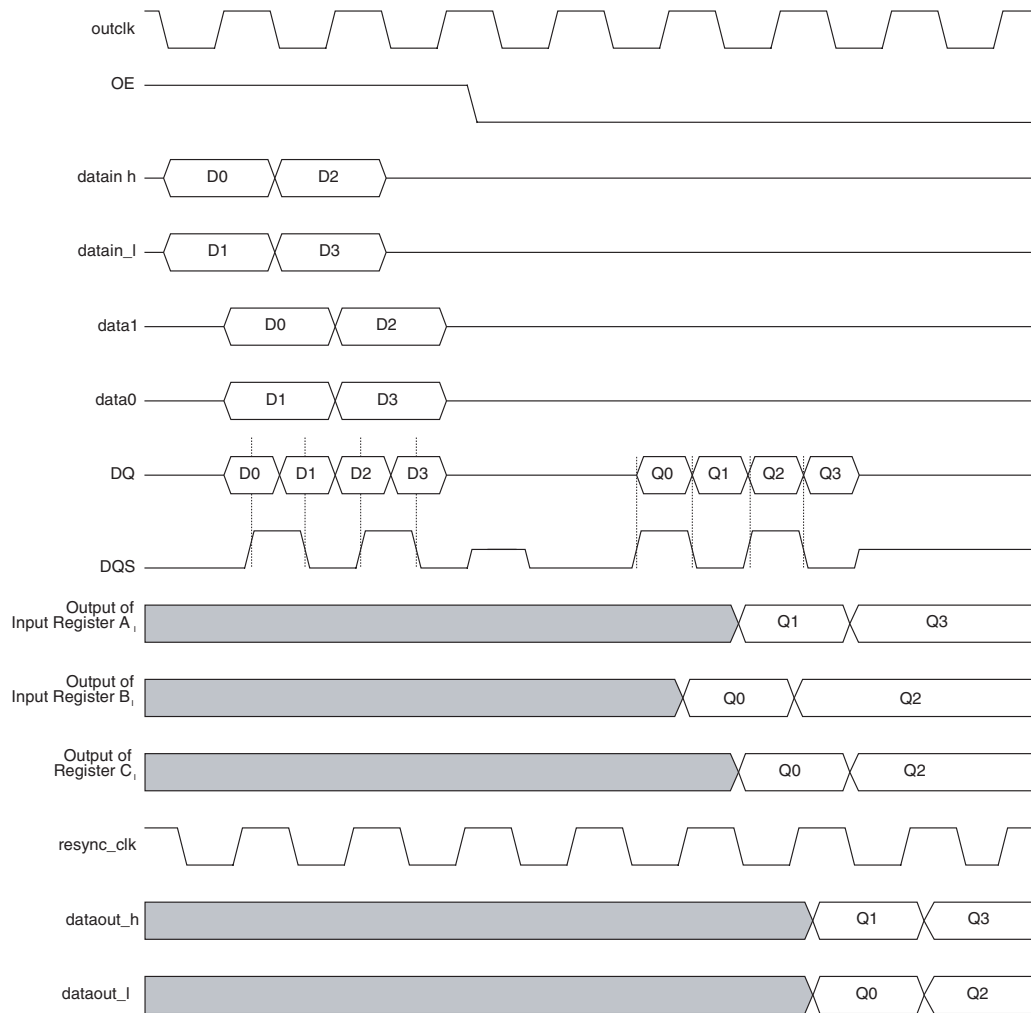 outclk
OE
datain h
D0 D2
datain_l
D1 D3
data1
D0 D2
data0
D1 D3
DQ
D0 D1 D2 D3 Q0 Q1 Q2 Q3
DQS
Output of
Input Register A I
Q1 Q3
Output of
Input Register B I
Q0 Q2
Output of
Register C I
Q0 Q2
resync_clk
dataout_h
Q1 Q3
dataout_l
Q0 Q2